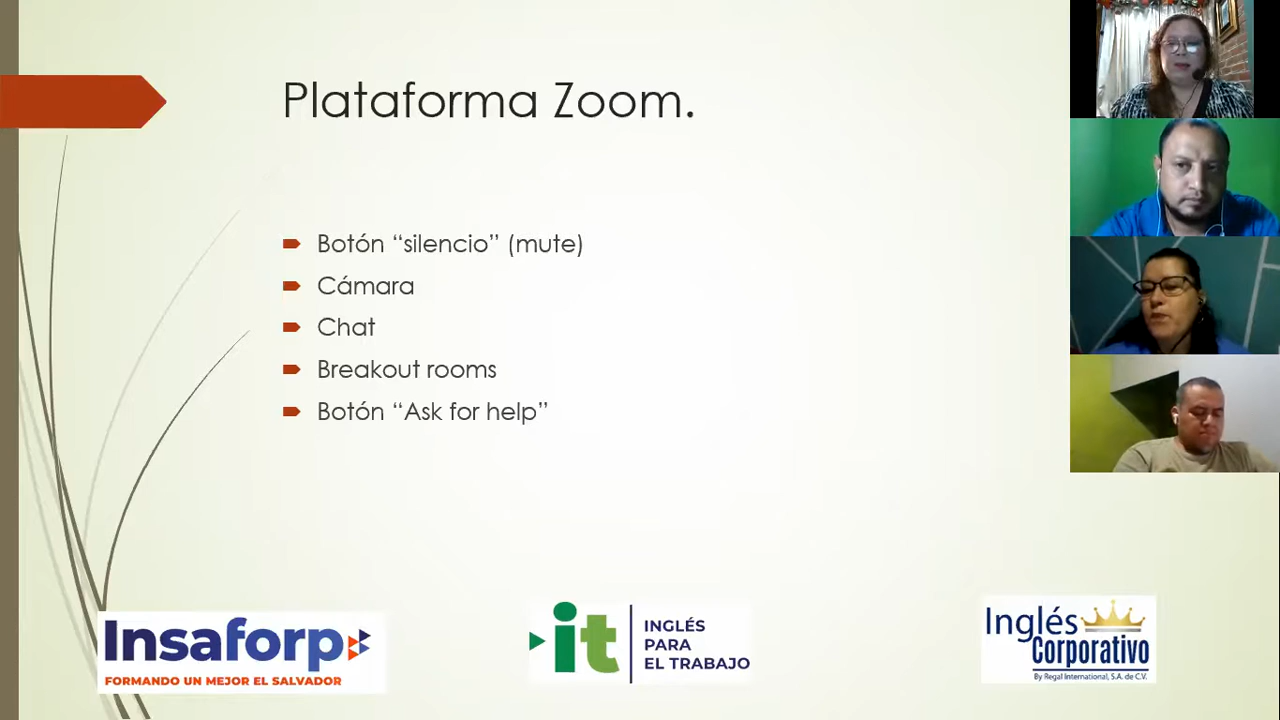 Plataforma Zoom.
Botón “silencio” (mute)
Cámara
Chat
Breakout rooms
Botón “Ask for help”
Insaforp
FORMANDO UN MEJOR EL SALVADOR
it
INGLÉS
PARA
EL TRABAJO
Inglés
Corporativo
By Regal International, S.A. de C.V.